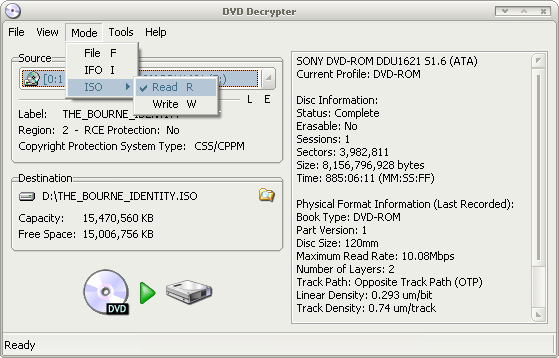 DVD Decrypter
File View Mode Tools Help
File F
IFO I
ISO
Read R
Write W
Source
[0:1
L E
Label: THE_BOURNE_IDENTITY
Region: 2 - RCE Protection: No
Copyright Protection System Type: CSS/CPPM
Destination
D:\THE_BOURNE_IDENTITY.ISO
Capacity: 15,470,560 KB
Free Space: 15,006,756 KB
DVD
SONY DVD-ROM DDU1621 S1.6 (ATA)
Current Profile: DVD-ROM
Disc Information:
Status: Complete
Erasable: No
Sessions: 1
Sectors: 3,982,811
Size: 8,156,796,928 bytes
Time: 885:06:11 (MM:SS:FF)
Physical Format Information (Last Recorded):
Book Type: DVD-ROM
Part Version: 1
Disc Size: 120mm
Maximum Read Rate: 10.08Mbps
Number of Layers: 2
Track Path: Opposite Track Path (OTP)
Linear Density: 0.293 um/bit
Track Density: 0.74 um/track
Ready